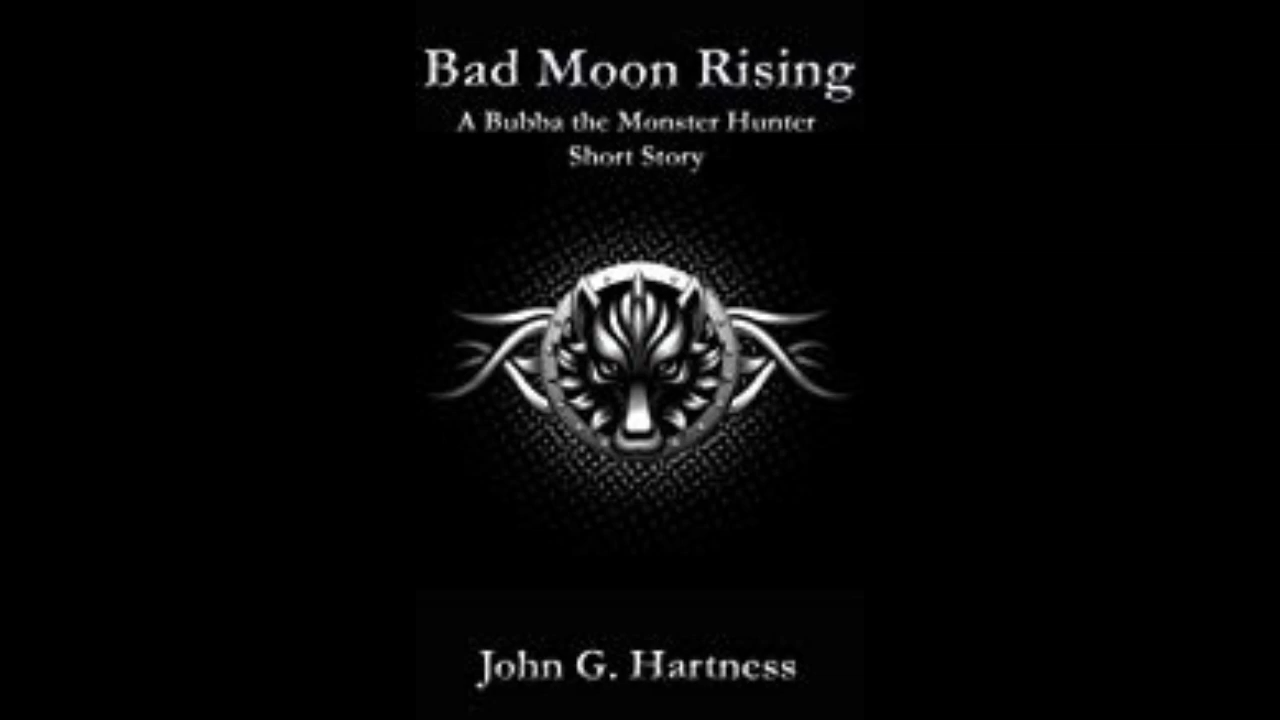 Bad Moon Rising
A Bubba the Monster Hunter
Short Story
John G. Hartness